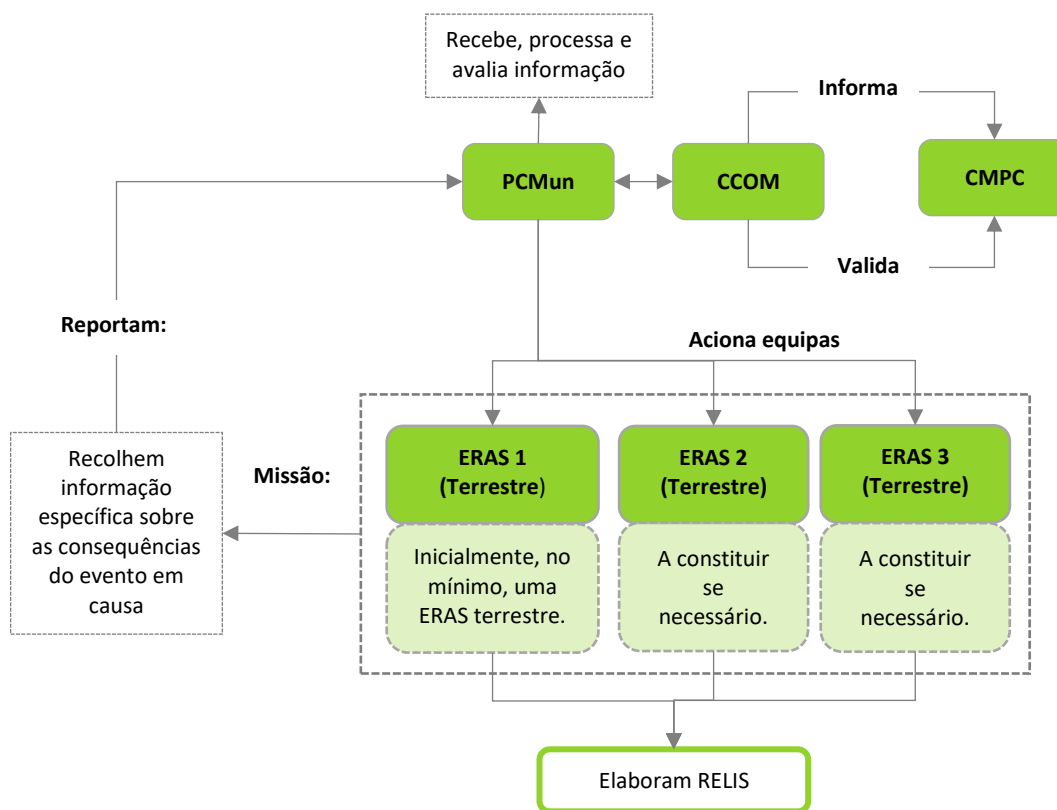 Recebe, processa e
avalia informação
Informa
PCMun
CCOM
CMPC
Valida
Reportam:
Aciona equipas
Recolhem
informação
específica sobre
as consequências
do evento em
causa
Missão:
ERAS 1
(Terrestre)
ERAS 2
(Terrestre)
ERAS 3
(Terrestre)
Inicialmente, no
mínimo, uma
ERAS terrestre.
A constituir
se
necessário.
A constituir
se
necessário.
Elaboram RELIS